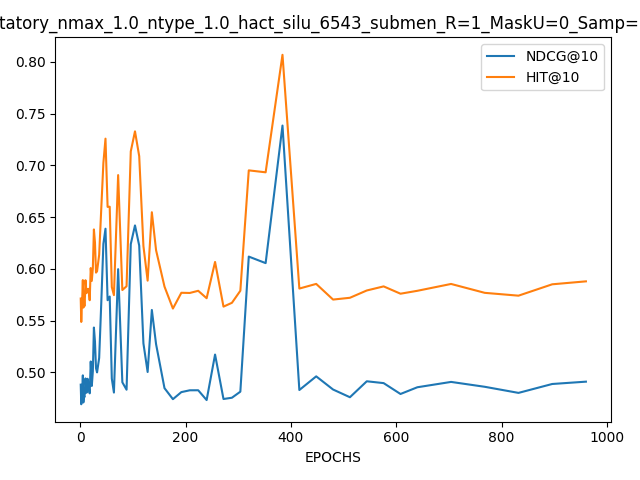 tatory_nmax_1.0_ntype_1.0_hact_silu_6543_submen_R=1_MaskU=0_Samp=
NDCG@10
HIT@10
0.80
0.75
0.70
0.65
0.60
0.55
0.50
0 200 400 600 800 1000
EPOCHS